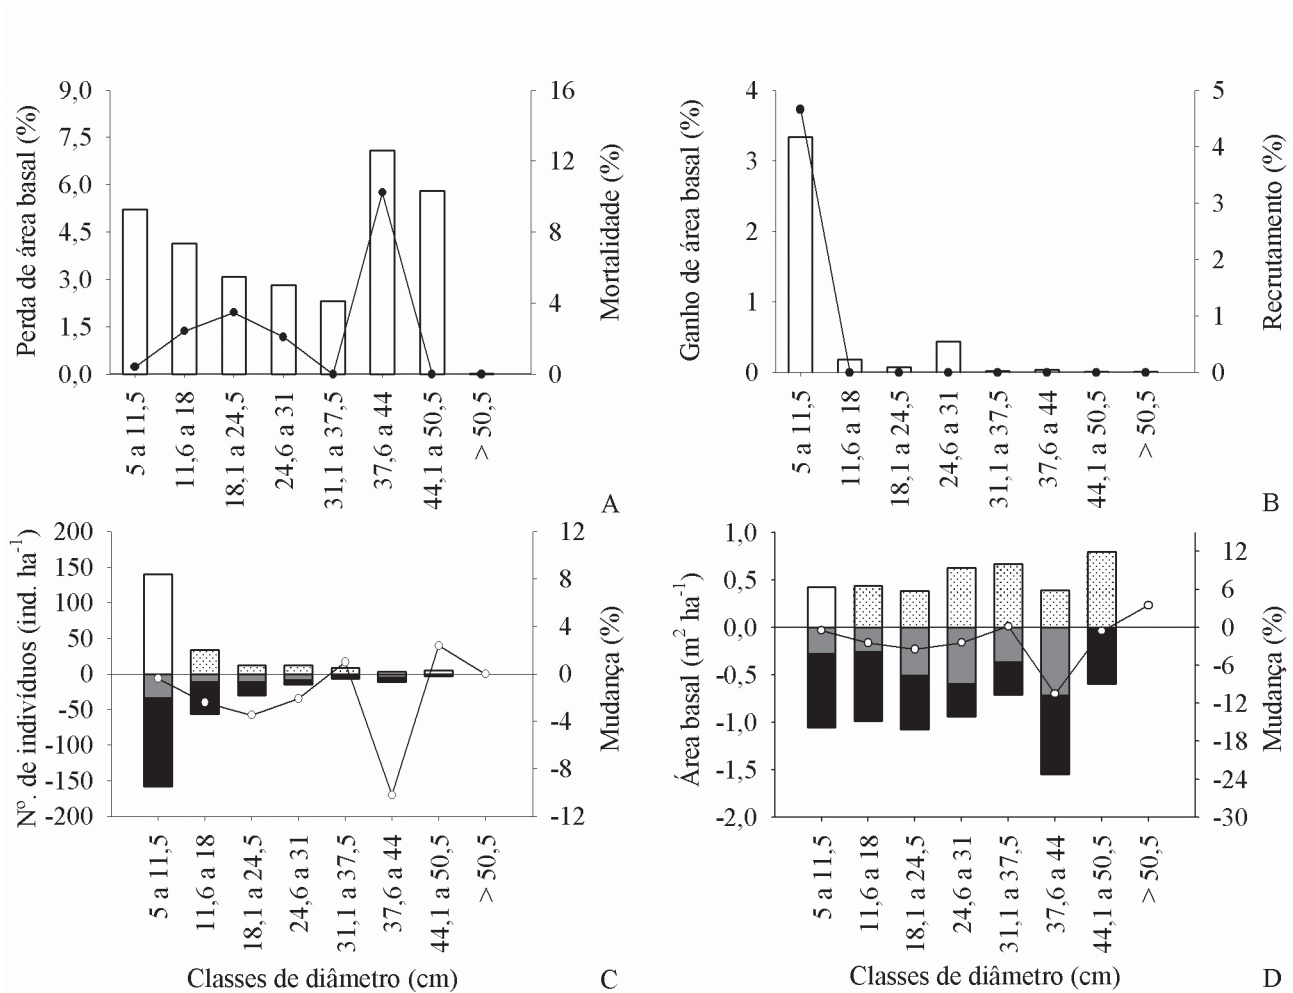 9,0
7,5
6,0
4,5
3,0
1,5
0,0
Perda de área basal (%)
16
12
8
4
0
Mortalidade (%)
5 a 11,5
11,6 a 18
18,1 a 24,5
24,6 a 31
31,1 a 37,5
37,6 a 44
44,1 a 50,5
> 50,5
A
4
3
2
1
0
Ganho de área basal (%)
5
4
3
2
1
0
Recrutamento (%)
5 a 11,5
11,6 a 18
18,1 a 24,5
24,6 a 31
31,1 a 37,5
37,6 a 44
44,1 a 50,5
> 50,5
B
200
150
100
50
0
-50
-100
-150
-200
Nº. de indivíduos (ind. ha⁻¹)
12
8
4
0
-4
-8
-12
Mudança (%)
5 a 11,5
11,6 a 18
18,1 a 24,5
24,6 a 31
31,1 a 37,5
37,6 a 44
44,1 a 50,5
> 50,5
Classes de diâmetro (cm)
C
1,0
0,5
0,0
-0,5
-1,0
-1,5
-2,0
Área basal (m² ha⁻¹)
12
6
0
-6
-12
-18
-24
-30
Mudança (%)
5 a 11,5
11,6 a 18
18,1 a 24,5
24,6 a 31
31,1 a 37,5
37,6 a 44
44,1 a 50,5
> 50,5
Classes de diâmetro (cm)
D